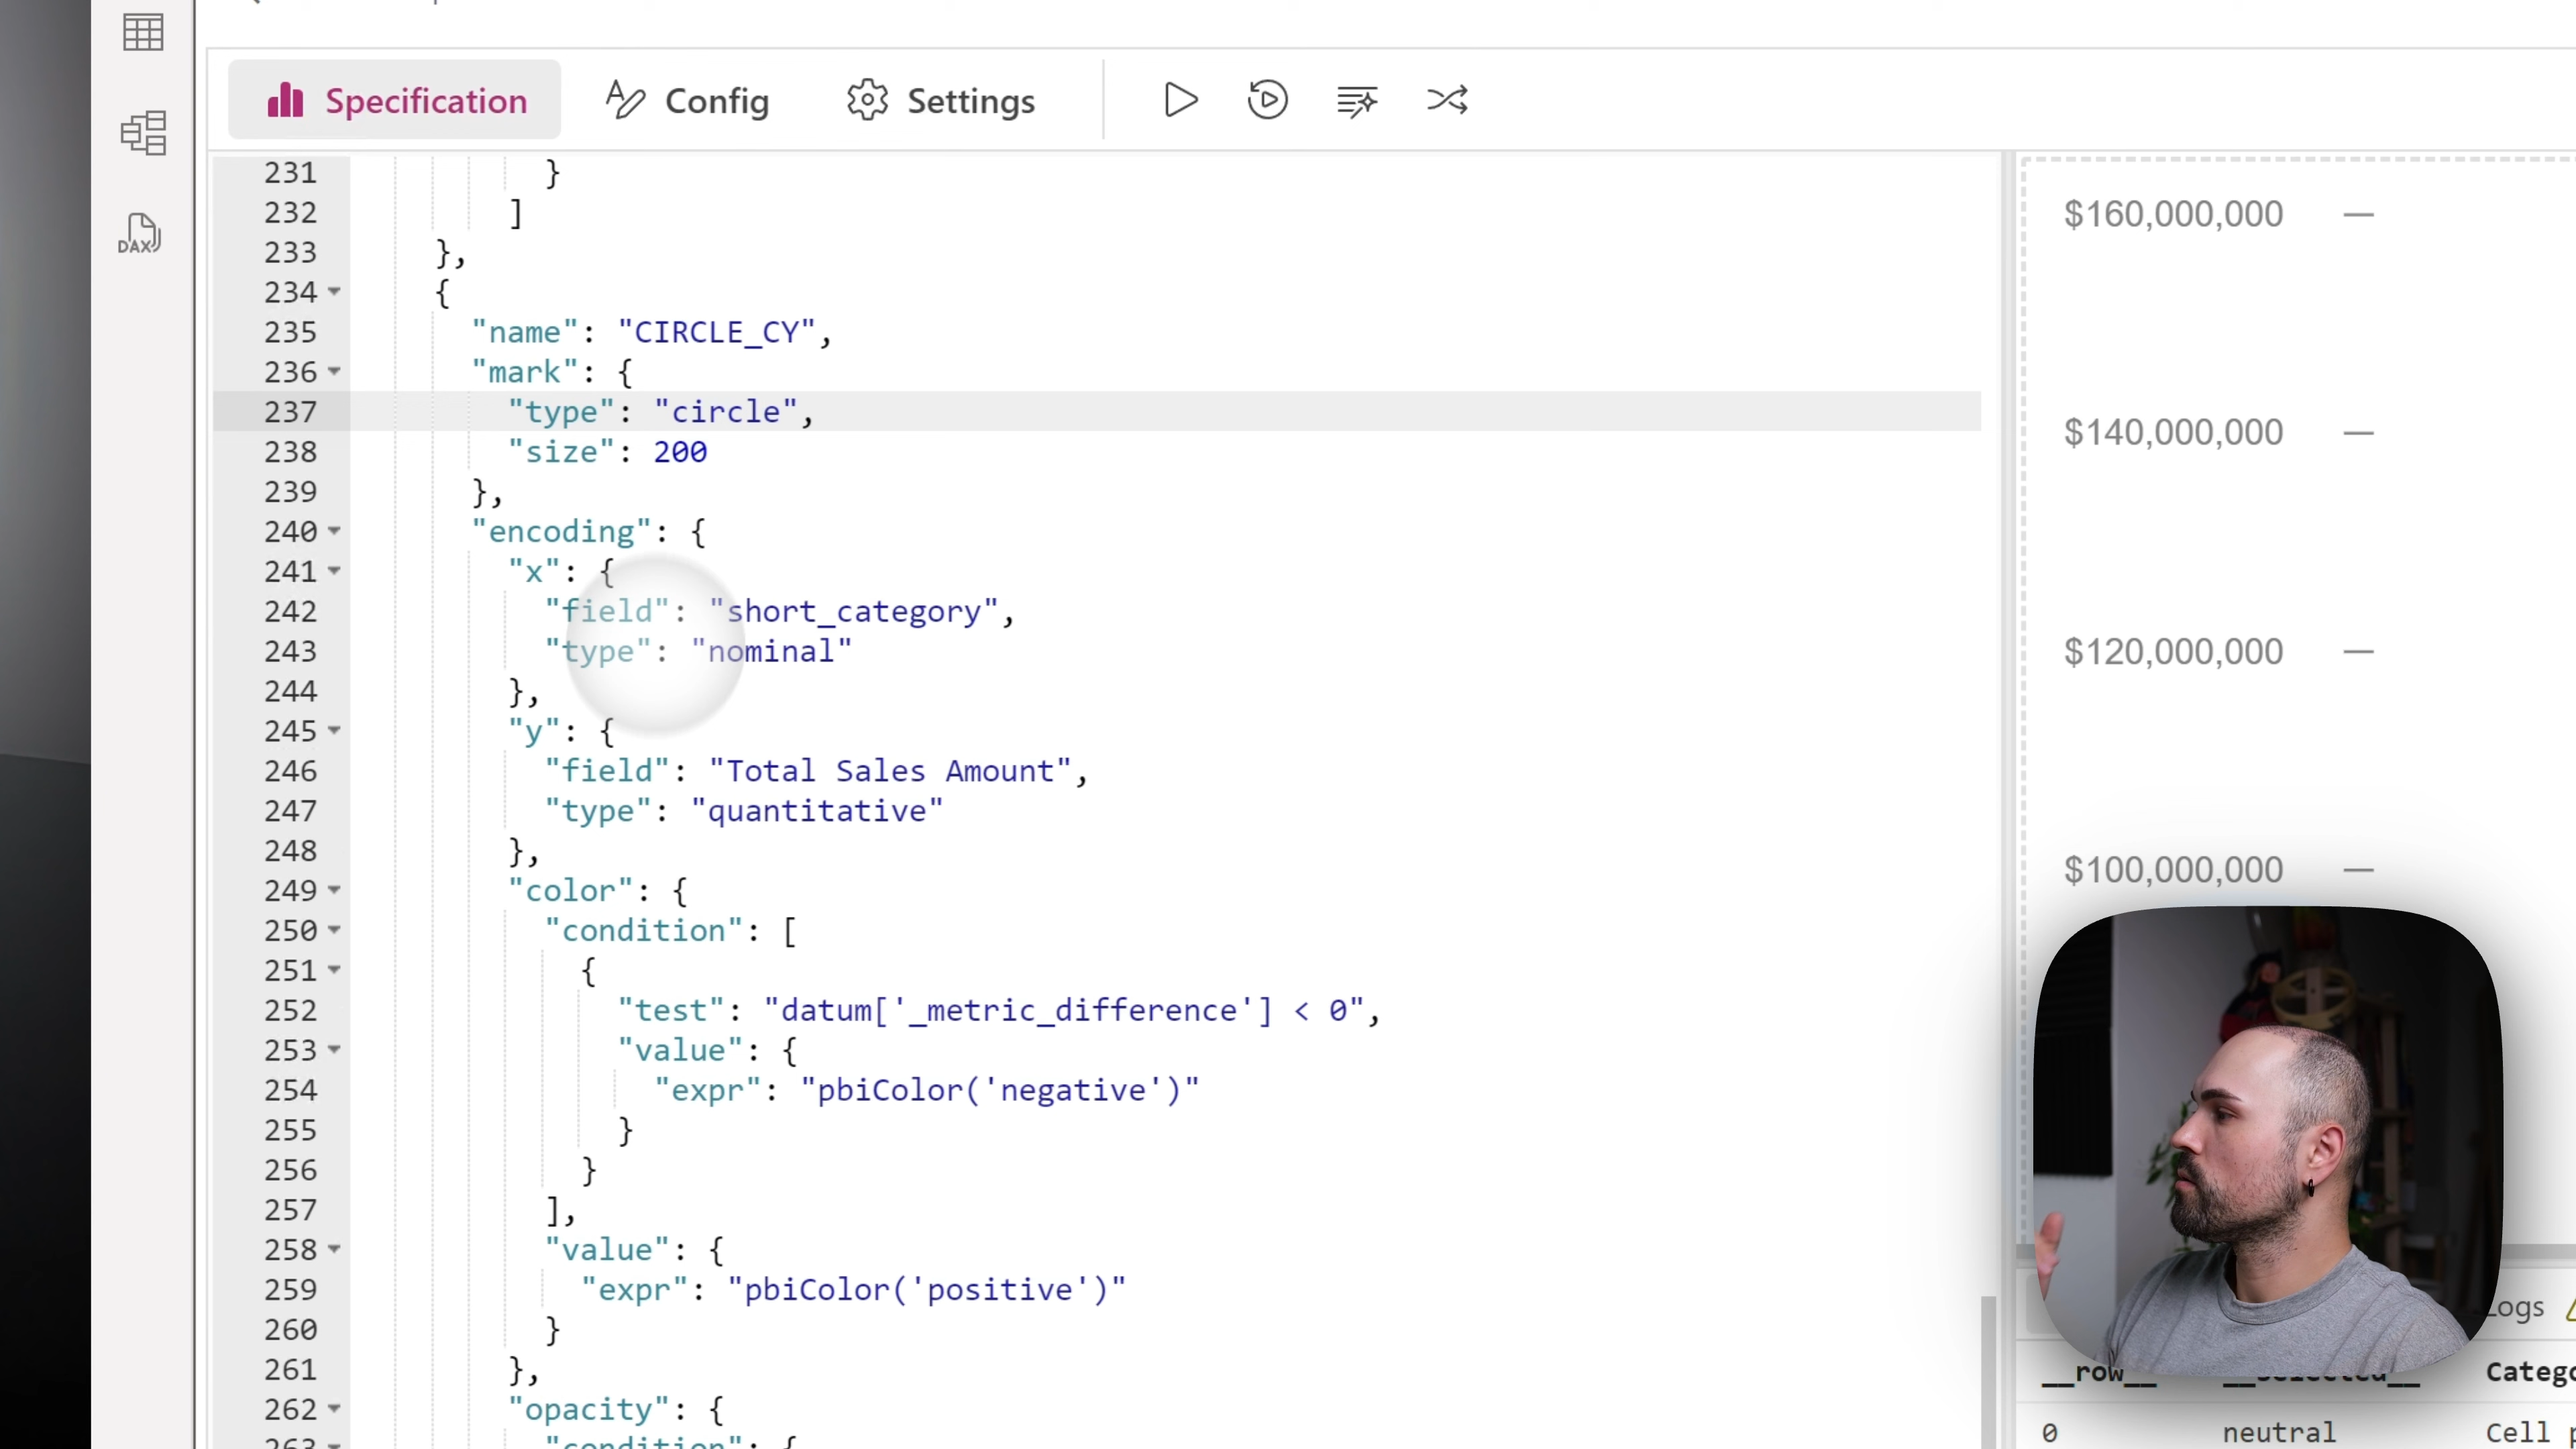 Specification
Config
Settings
DAX
231 }
232 ]
233 },
234 {
235 "name": "CIRCLE_CY",
236 "mark": {
237 "type": "circle",
238 "size": 200
239 },
240 "encoding": {
241 "x": {
242 "field": "short_category",
243 "type": "nominal"
244 },
245 "y": {
246 "field": "Total Sales Amount",
247 "type": "quantitative"
248 },
249 "color": {
250 "condition": [
251 {
252 "test": "datum['_metric_difference'] < 0",
253 "value": {
254 "expr": "pbiColor('negative')"
255 }
256 }
257 ],
258 "value": {
259 "expr": "pbiColor('positive')"
260 }
261 },
262 "opacity": {
$160,000,000
$140,000,000
$120,000,000
$100,000,000
Logs
__row__
0 neutral Cell